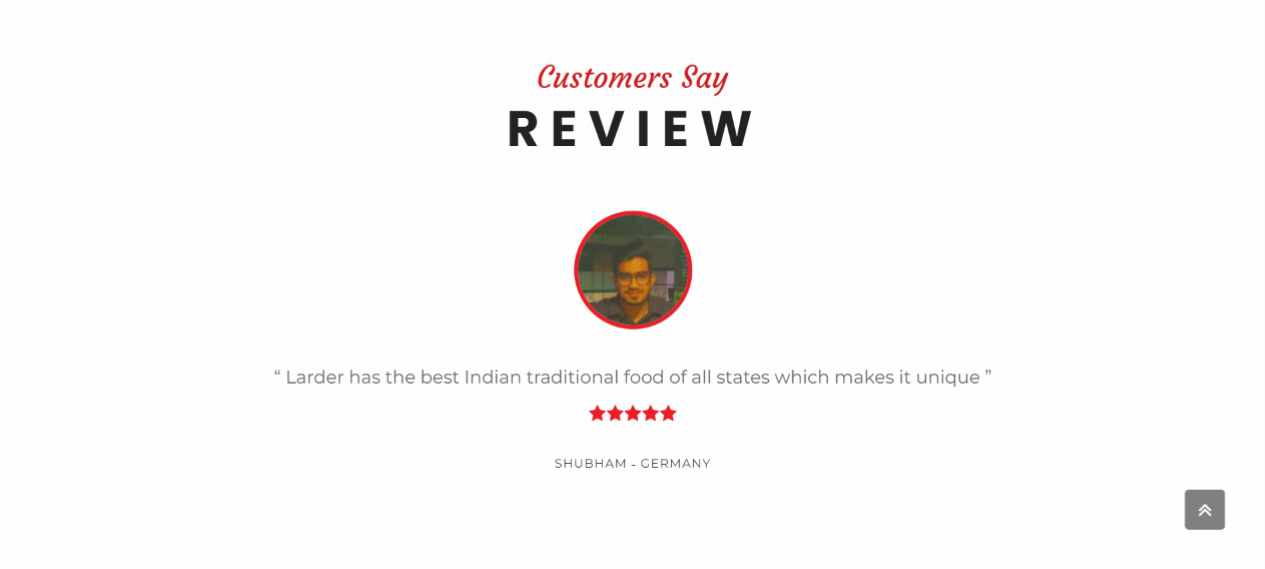 Customers Say
REVIEW
“ Larder has the best Indian traditional food of all states which makes it unique ”
SHUBHAM - GERMANY